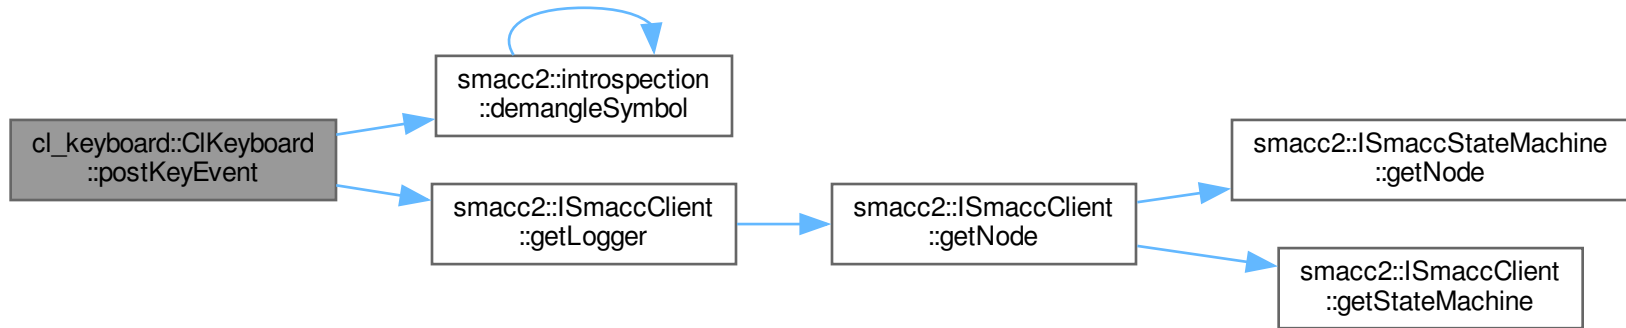 smacc2::introspection
::demangleSymbol
cl_keyboard::ClKeyboard
::postKeyEvent
smacc2::ISmaccClient
::getLogger
smacc2::ISmaccClient
::getNode
smacc2::ISmaccStateMachine
::getNode
smacc2::ISmaccClient
::getStateMachine